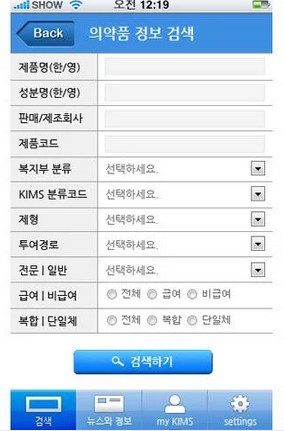 SHOW 오전 12:19
Back 의약품 정보 검색
제품명(한/영)
성분명(한/영)
판매/제조회사
제품코드
복지부 분류 선택하세요.
KIMS 분류코드 선택하세요.
제형 선택하세요.
투여경로 선택하세요.
전문 | 일반 선택하세요.
급여 | 비급여 전체 급여 비급여
복합 | 단일체 전체 복합 단일체
검색하기
검색 뉴스와 정보 my KIMS settings